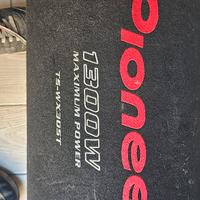 Pioneer
1300W
MAXIMUM POWER
TS-WX305T